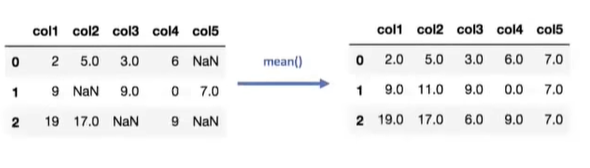 col1 col2 col3 col4 col5
0 2 5.0 3.0 6 NaN
1 9 NaN 9.0 0 7.0
2 19 17.0 NaN 9 NaN
mean()
col1 col2 col3 col4 col5
0 2.0 5.0 3.0 6.0 7.0
1 9.0 11.0 9.0 0.0 7.0
2 19.0 17.0 6.0 9.0 7.0